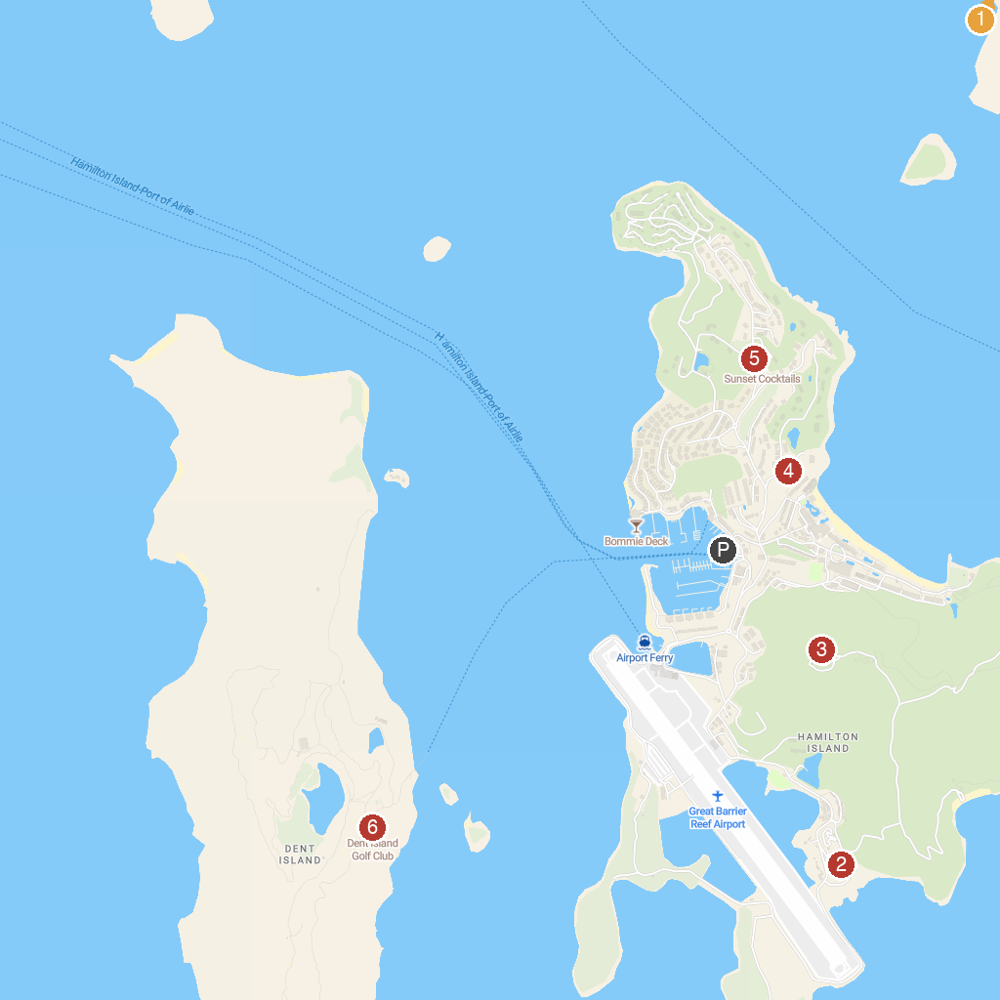 1
Hamilton Island-Port of Airlie
Hamilton Island-Port of Airlie
5
Sunset Cocktails
4
Bommie Deck
P
3
Airport Ferry
HAMILTON
ISLAND
Great Barrier
Reef Airport
6
Dent Island
Golf Club
DENT
ISLAND
2